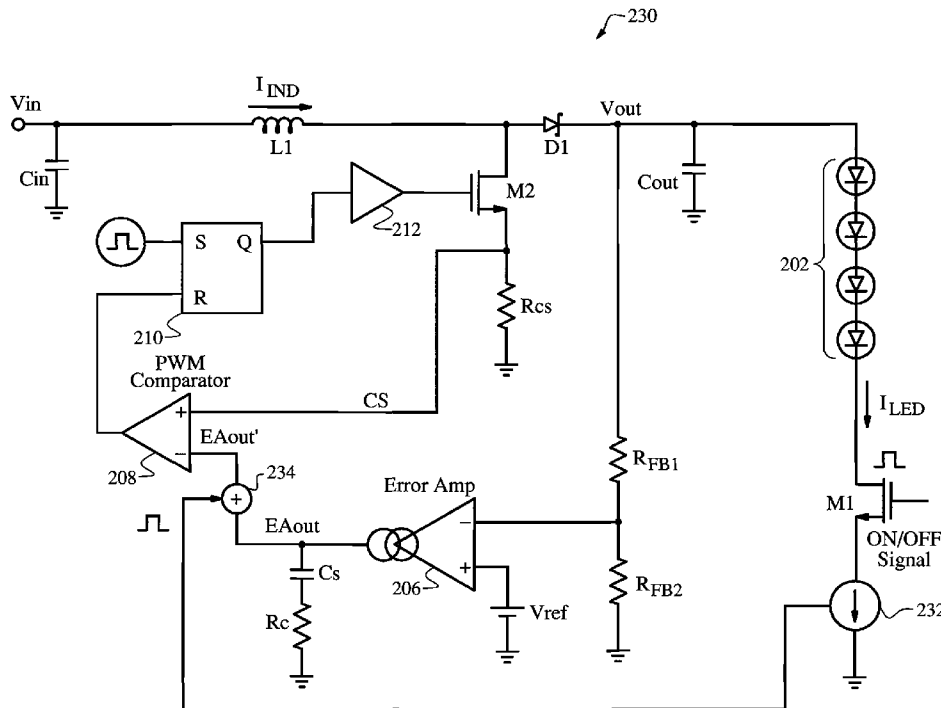 230
I_IND
Vin
Vout
L1
D1
Cin
M2
Cout
212
S Q
202
R
Rcs
210
PWM
Comparator
CS
I_LED
+
EAout'
−
R_FB1
208
234
Error Amp
+
M1
EAout
−
ON/OFF
Signal
Cs
206
+
R_FB2
Rc
Vref
232